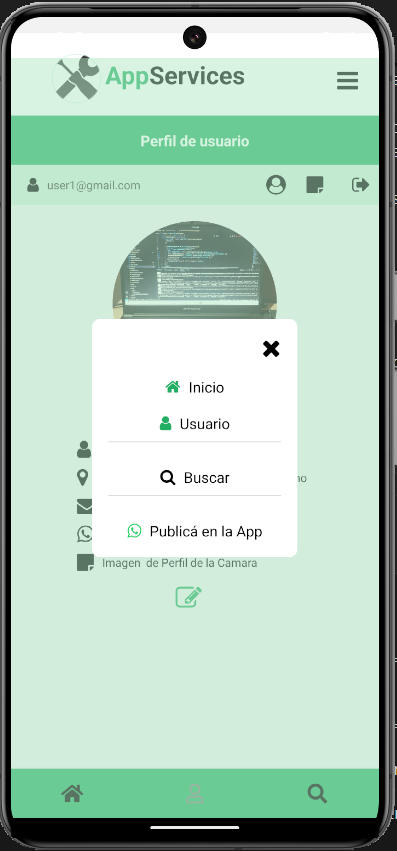 AppServices
Perfil de usuario
user1@gmail.com
Inicio
Usuario
Buscar
Publicá en la App
Imagen de Perfil de la Camara